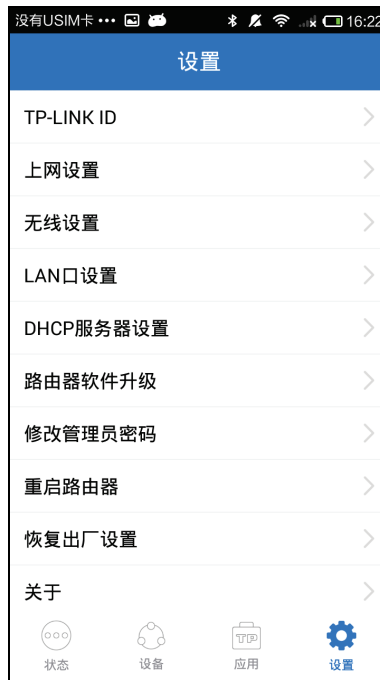 没有USIM卡 ••• 16:22
设置
TP-LINK ID
上网设置
无线设置
LAN口设置
DHCP服务器设置
路由器软件升级
修改管理员密码
重启路由器
恢复出厂设置
关于
TP
状态 设备 应用 设置